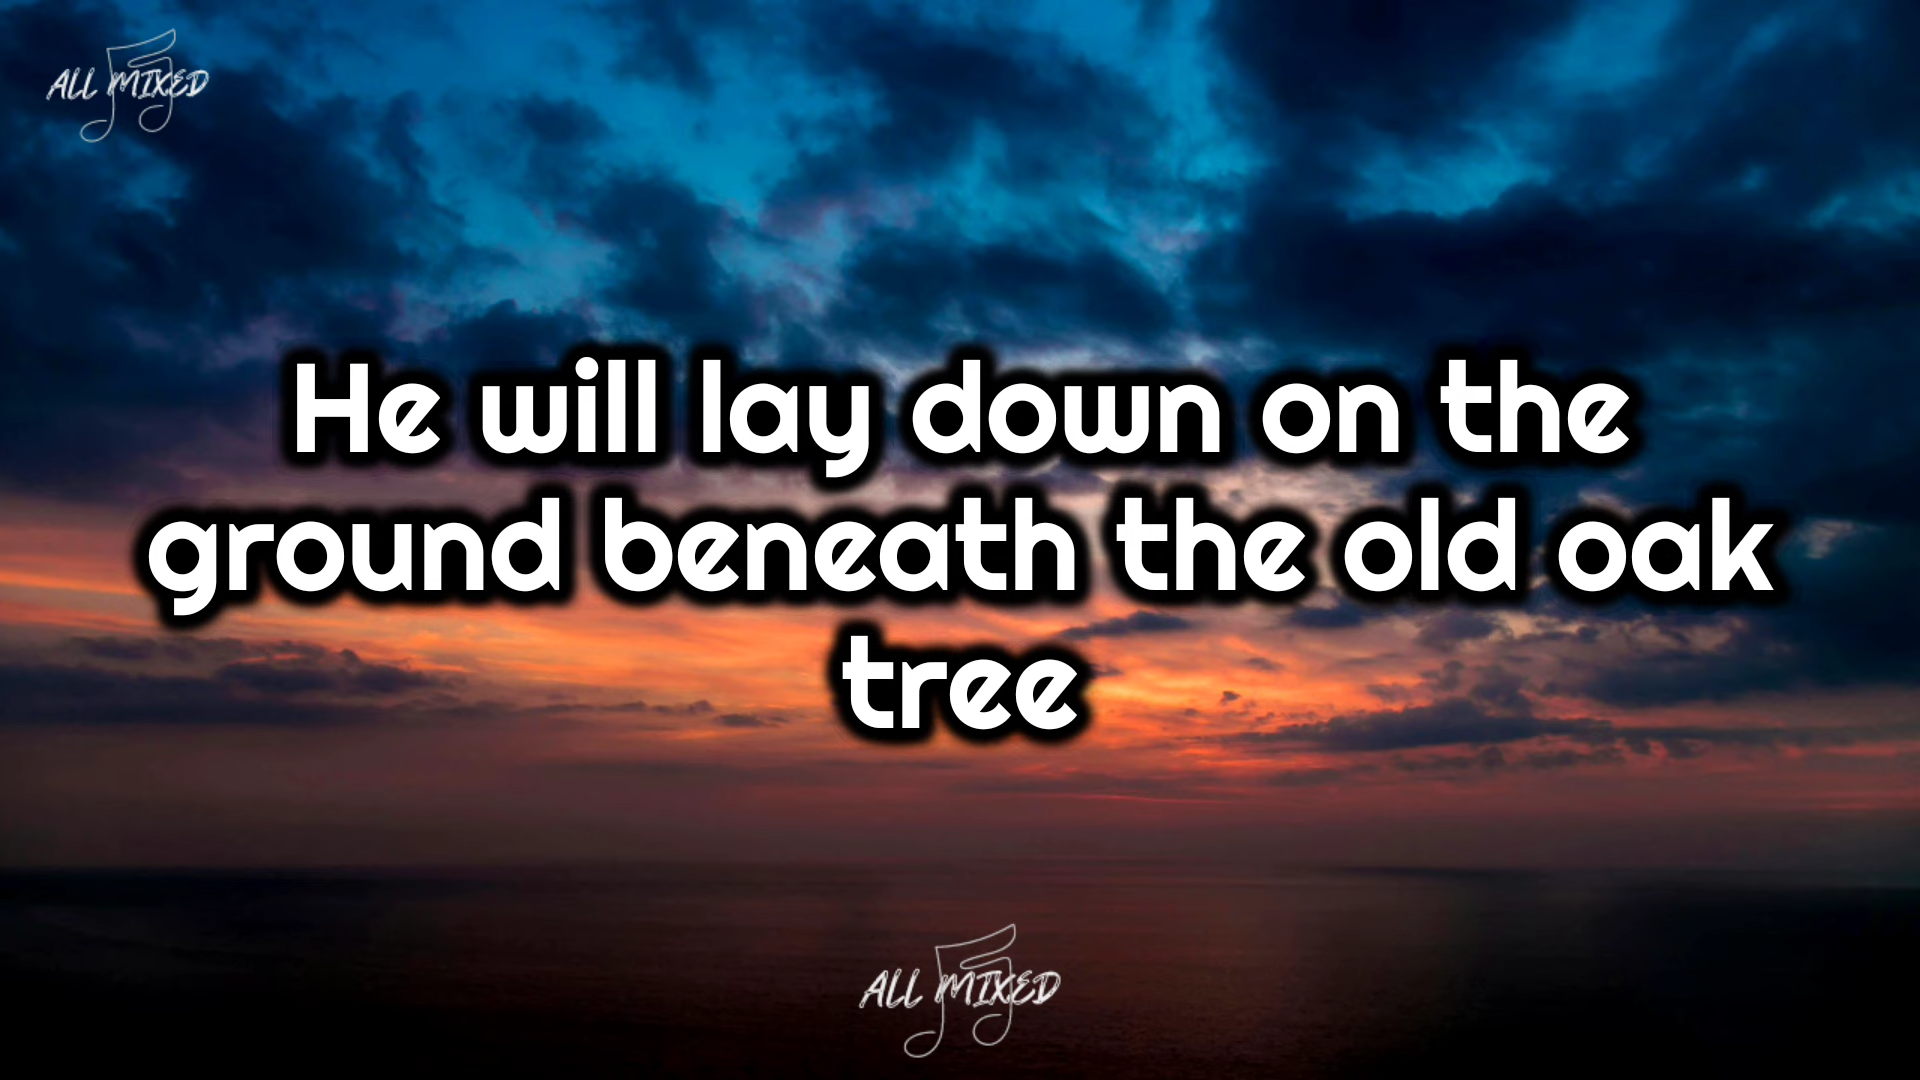 ALL MIXED
He will lay down on the
ground beneath the old oak
tree
ALL MIXED